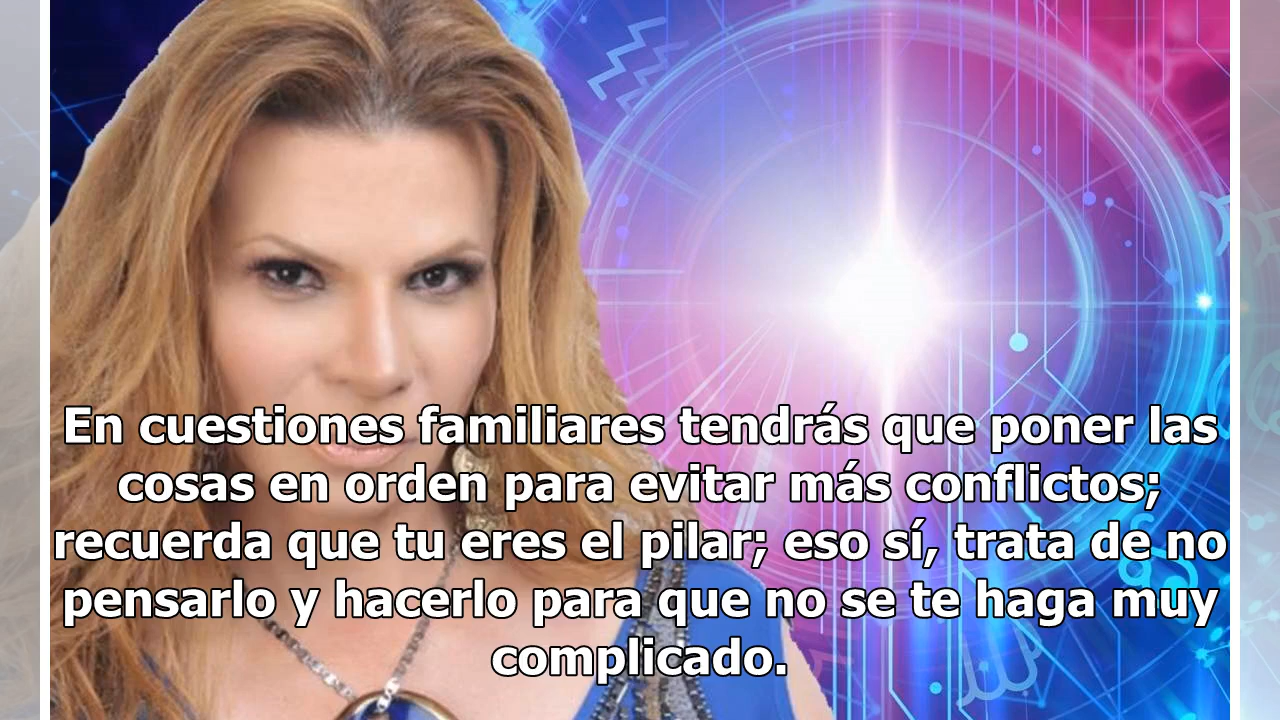 En cuestiones familiares tendrás que poner las
cosas en orden para evitar más conflictos;
recuerda que tu eres el pilar; eso sí, trata de no
pensarlo y hacerlo para que no se te haga muy
complicado.